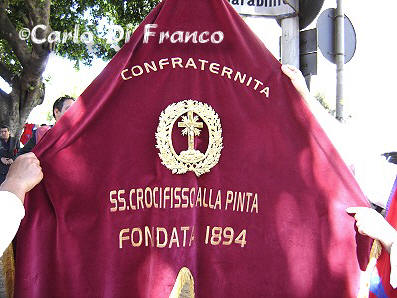 ©Carlo Di Franco
CONFRATERNITA
SS.CROCIFISSO ALLA PINTA
FONDATA 1894